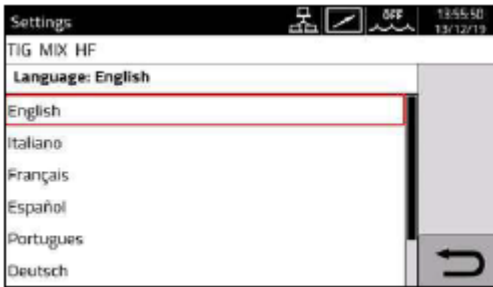 Settings
OFF
13:55:50
13/12/19
TIG MIX HF
Language: English
English
Italiano
Français
Español
Portugues
Deutsch